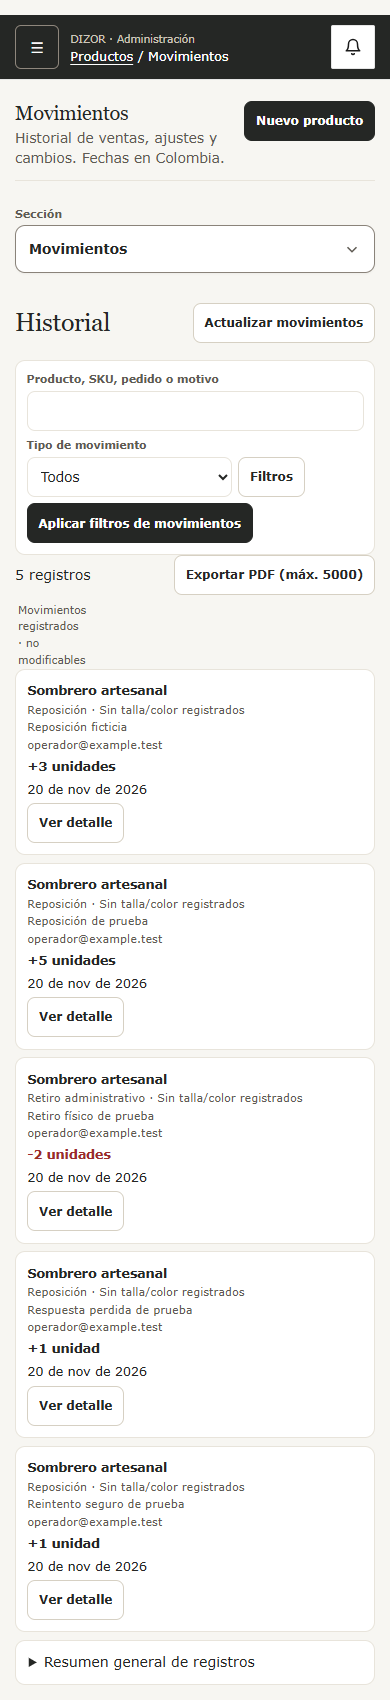 DIZOR · Administración
Productos / Movimientos
Movimientos
Historial de ventas, ajustes y
cambios. Fechas en Colombia.
Nuevo producto
Sección
Movimientos
Historial
Actualizar movimientos
Producto, SKU, pedido o motivo
Tipo de movimiento
Todos
Filtros
Aplicar filtros de movimientos
5 registros
Exportar PDF (máx. 5000)
Movimientos
registrados
· no
modificables
Sombrero artesanal
Reposición · Sin talla/color registrados
Reposición ficticia
operador@example.test
+3 unidades
20 de nov de 2026
Ver detalle
Sombrero artesanal
Reposición · Sin talla/color registrados
Reposición de prueba
operador@example.test
+5 unidades
20 de nov de 2026
Ver detalle
Sombrero artesanal
Retiro administrativo · Sin talla/color registrados
Retiro físico de prueba
operador@example.test
-2 unidades
20 de nov de 2026
Ver detalle
Sombrero artesanal
Reposición · Sin talla/color registrados
Respuesta perdida de prueba
operador@example.test
+1 unidad
20 de nov de 2026
Ver detalle
Sombrero artesanal
Reposición · Sin talla/color registrados
Reintento seguro de prueba
operador@example.test
+1 unidad
20 de nov de 2026
Ver detalle
Resumen general de registros